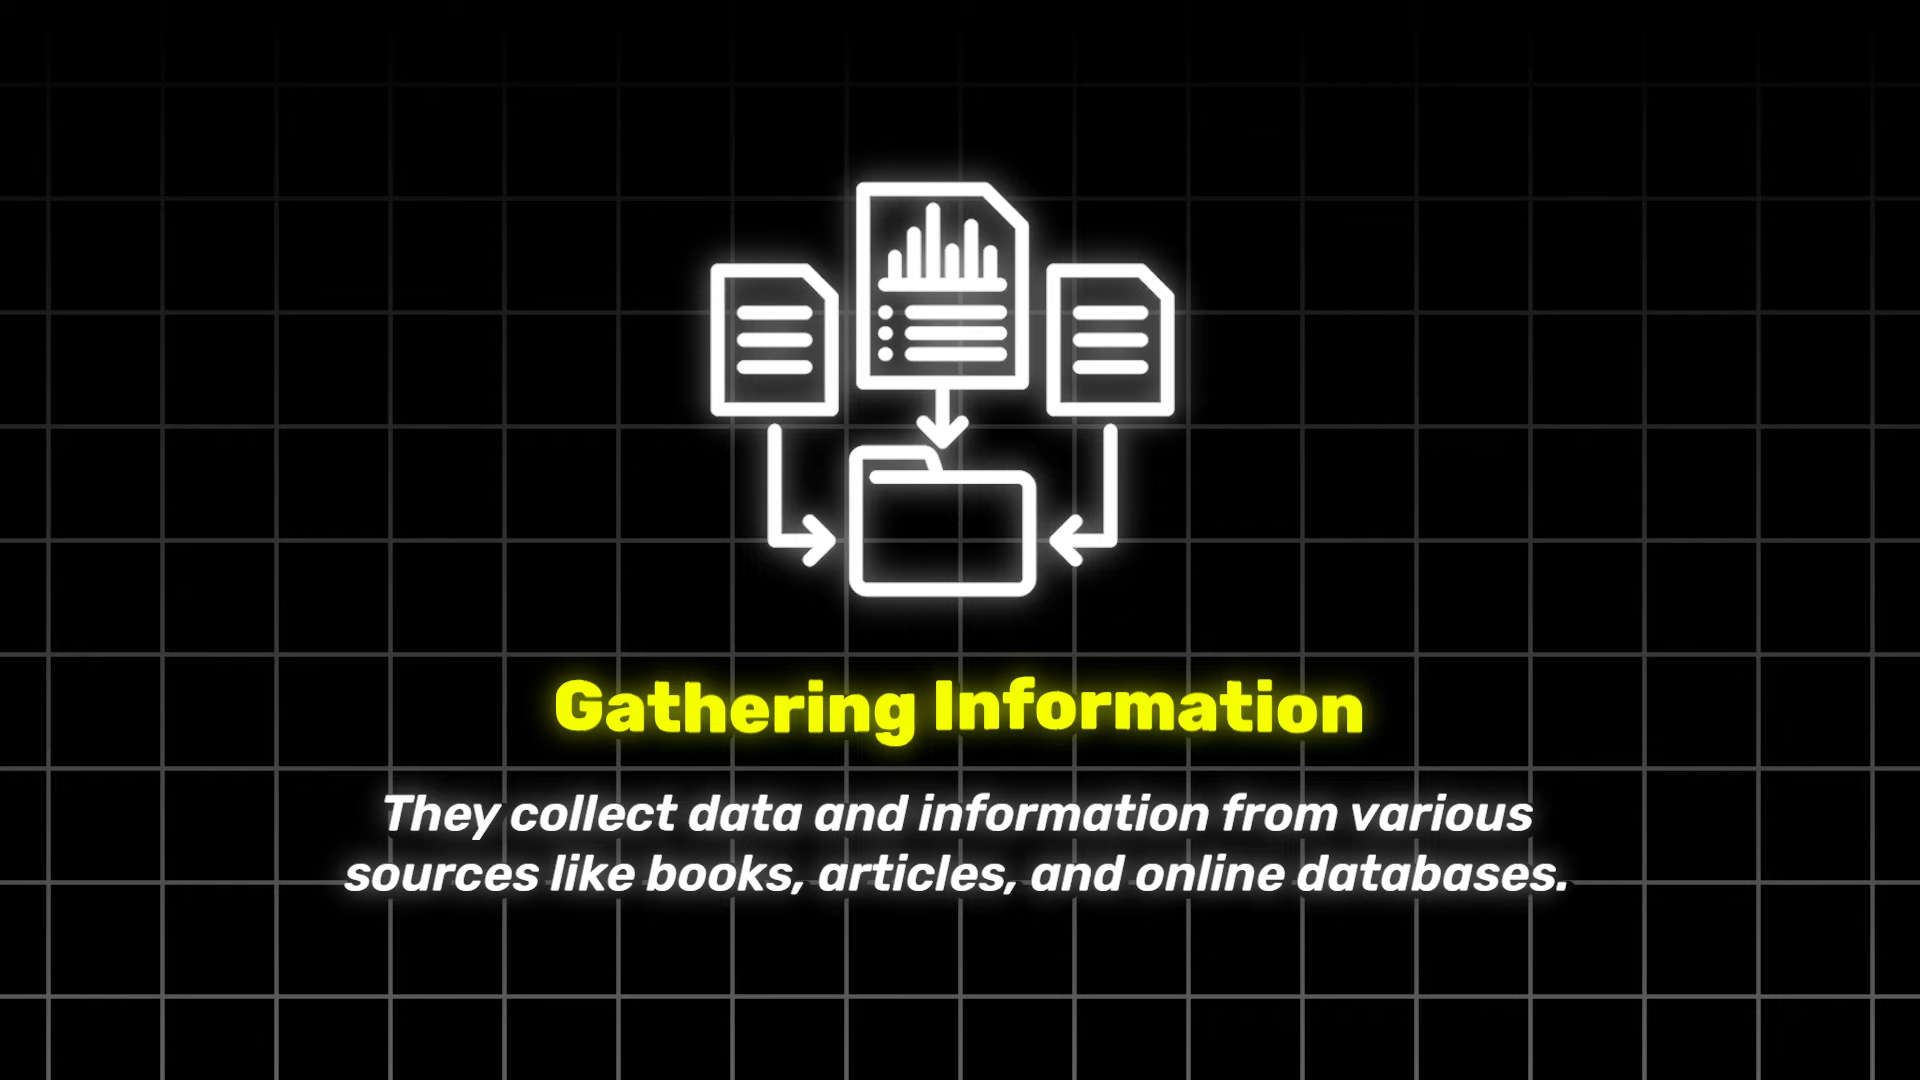 Gathering Information
They collect data and information from various
sources like books, articles, and online databases.